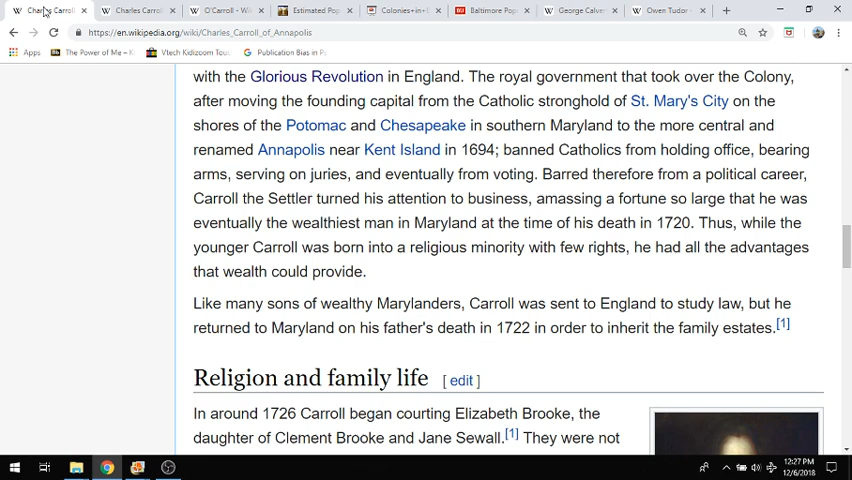 Charles Carroll
Charles Carrol
O'Carroll - Wiki
Estimated Pop
Colonies+in+
Baltimore Pop
George Calver
Owen Tudor -
https://en.wikipedia.org/wiki/Charles_Carroll_of_Annapolis
Apps
The Power of Me – K
Vtech Kidizoom Tou
Publication Bias in P
with the Glorious Revolution in England. The royal government that took over the Colony,
after moving the founding capital from the Catholic stronghold of St. Mary's City on the
shores of the Potomac and Chesapeake in southern Maryland to the more central and
renamed Annapolis near Kent Island in 1694; banned Catholics from holding office, bearing
arms, serving on juries, and eventually from voting. Barred therefore from a political career,
Carroll the Settler turned his attention to business, amassing a fortune so large that he was
eventually the wealthiest man in Maryland at the time of his death in 1720. Thus, while the
younger Carroll was born into a religious minority with few rights, he had all the advantages
that wealth could provide.
Like many sons of wealthy Marylanders, Carroll was sent to England to study law, but he
returned to Maryland on his father's death in 1722 in order to inherit the family estates.[1]
Religion and family life [ edit ]
In around 1726 Carroll began courting Elizabeth Brooke, the
daughter of Clement Brooke and Jane Sewall.[1] They were not
12:27 PM
12/6/2018